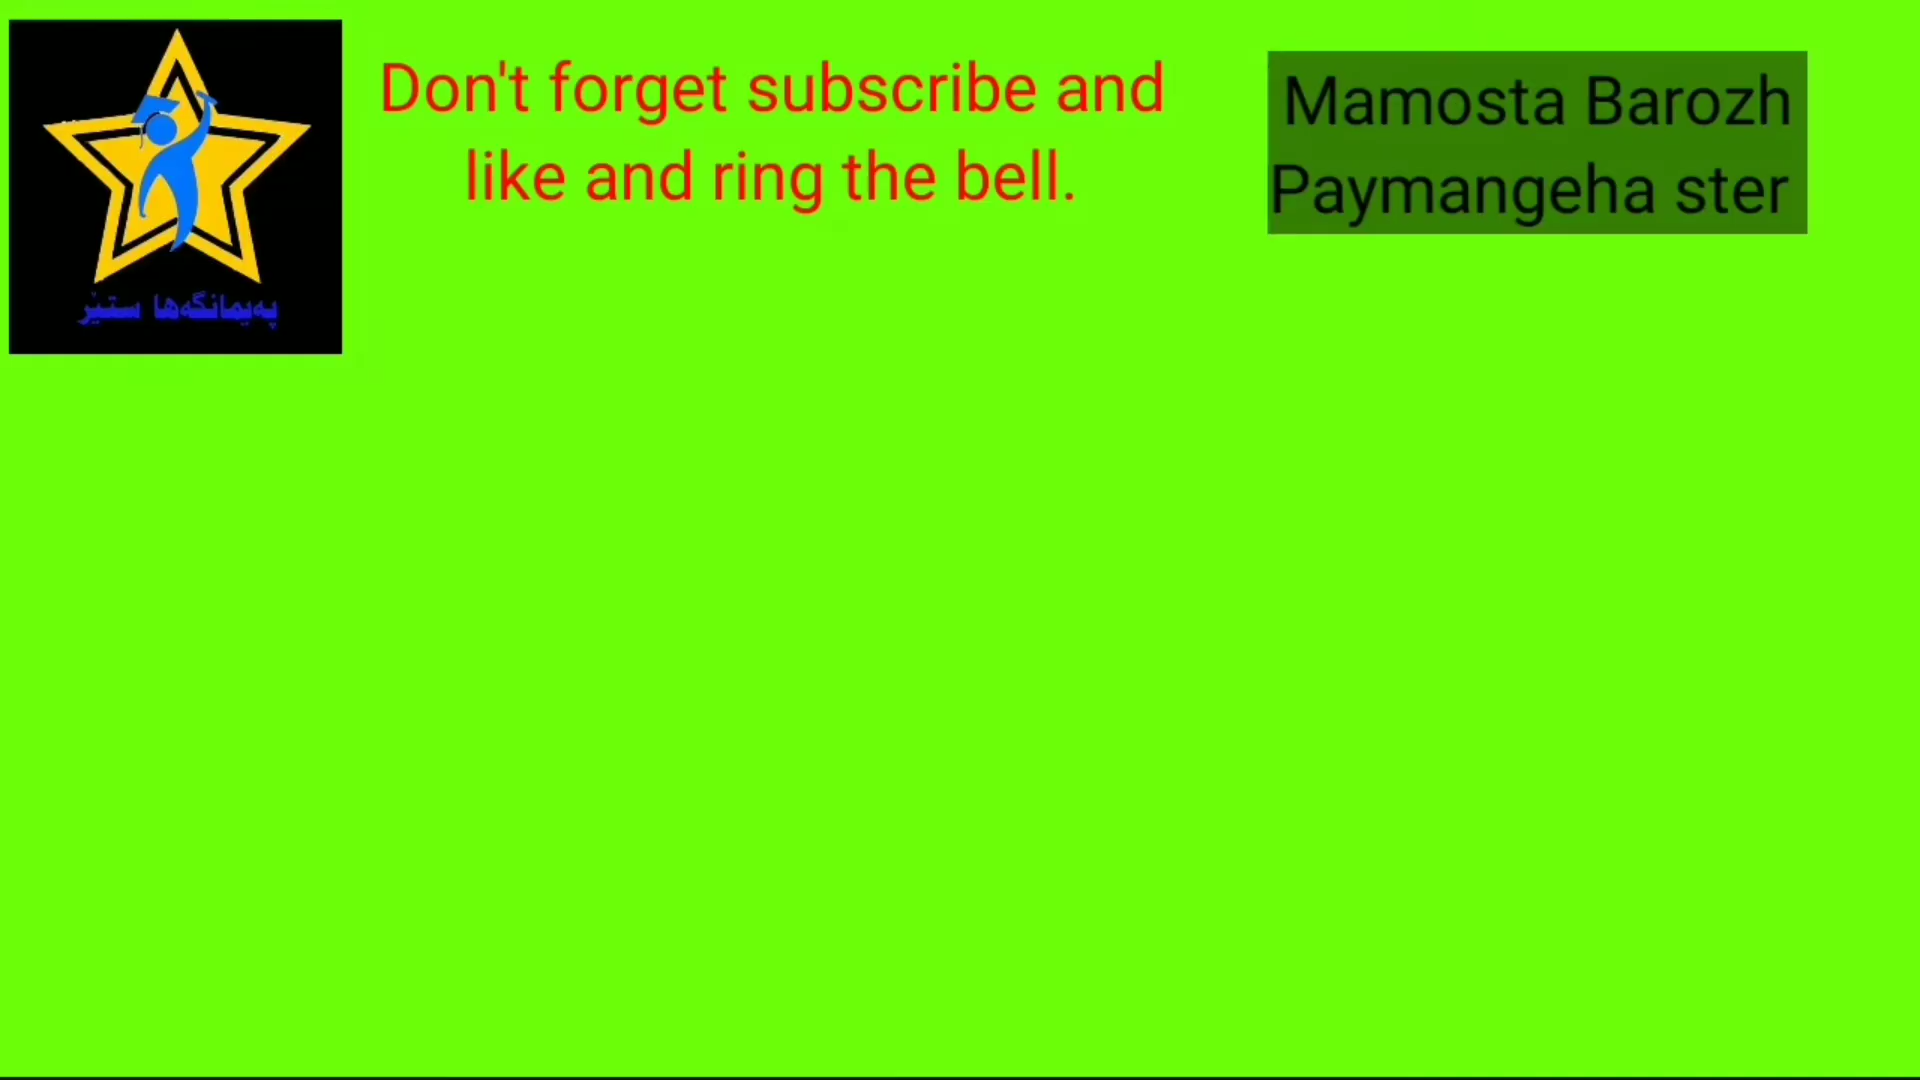 Don't forget subscribe and
like and ring the bell.
Mamosta Barozh
Paymangeha ster
پەیمانگەها ستێر